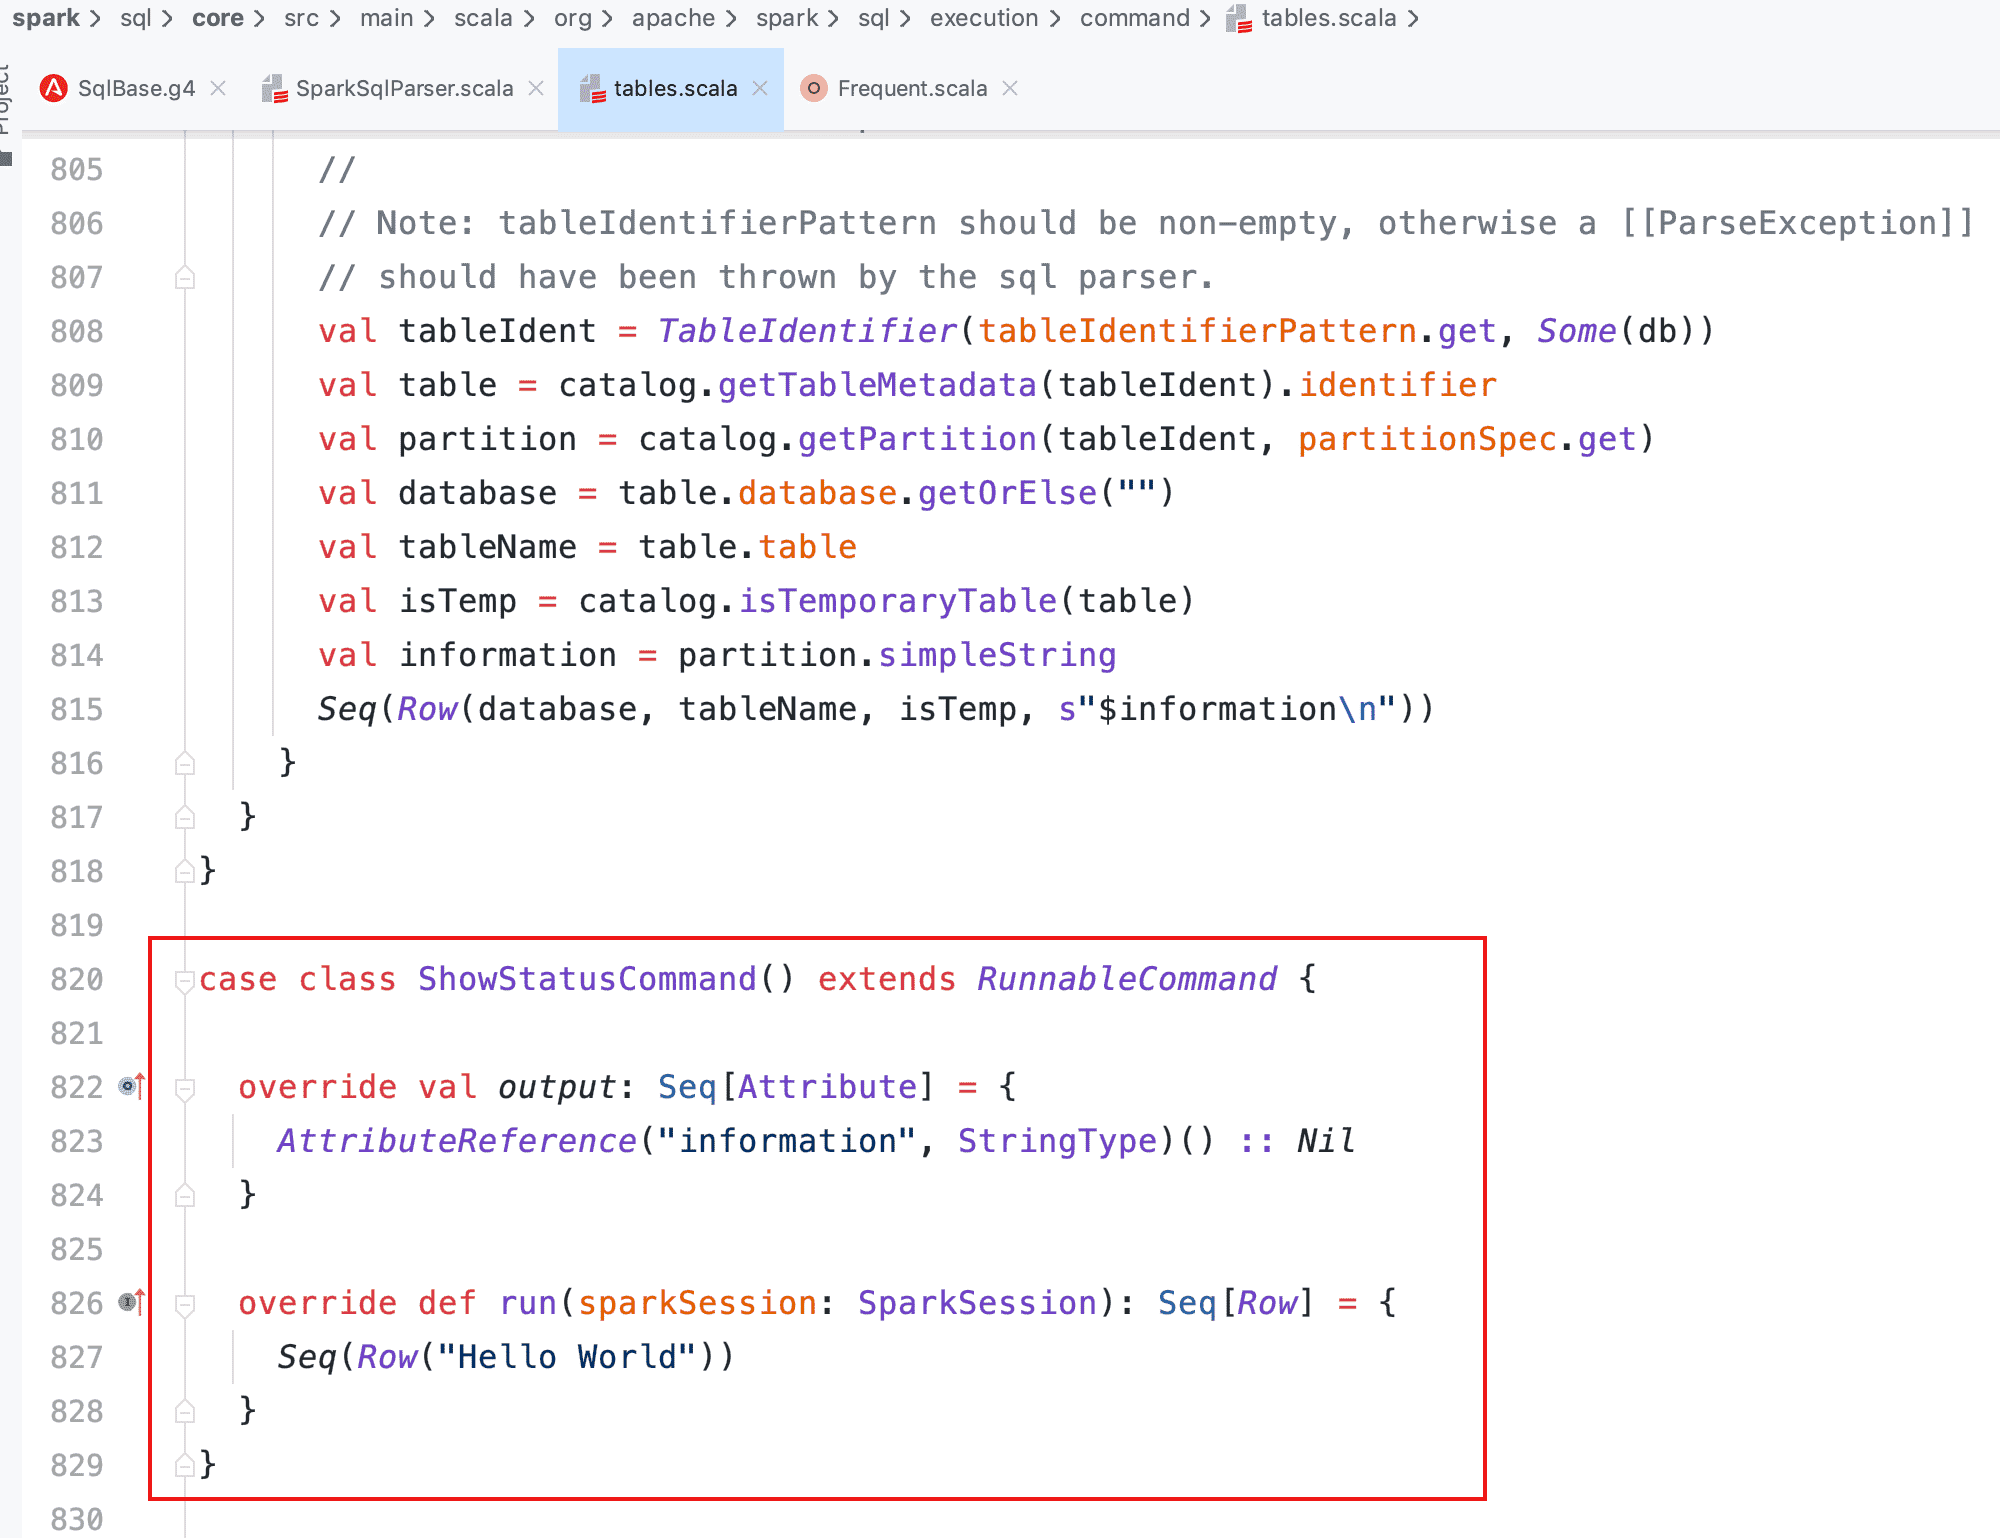 spark › sql › core › src › main › scala › org › apache › spark › sql › execution › command › tables.scala ›
Project
SqlBase.g4 × SparkSqlParser.scala × tables.scala × Frequent.scala ×
805 //
806 // Note: tableIdentifierPattern should be non-empty, otherwise a [[ParseException]]
807 // should have been thrown by the sql parser.
808 val tableIdent = TableIdentifier(tableIdentifierPattern.get, Some(db))
809 val table = catalog.getTableMetadata(tableIdent).identifier
810 val partition = catalog.getPartition(tableIdent, partitionSpec.get)
811 val database = table.database.getOrElse("")
812 val tableName = table.table
813 val isTemp = catalog.isTemporaryTable(table)
814 val information = partition.simpleString
815 Seq(Row(database, tableName, isTemp, s"$information\n"))
816 }
817 }
818 }
819
820 case class ShowStatusCommand() extends RunnableCommand {
821
822 override val output: Seq[Attribute] = {
823 AttributeReference("information", StringType)() :: Nil
824 }
825
826 override def run(sparkSession: SparkSession): Seq[Row] = {
827 Seq(Row("Hello World"))
828 }
829 }
830